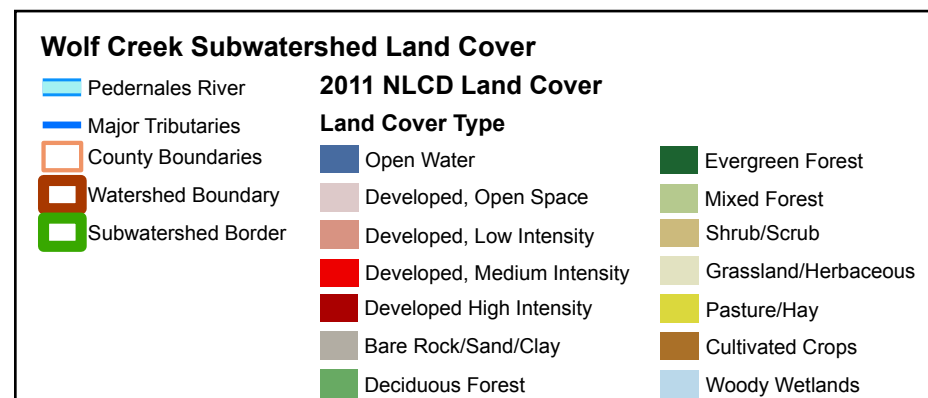 Wolf Creek Subwatershed Land Cover
Pedernales River
Major Tributaries
County Boundaries
Watershed Boundary
Subwatershed Border
2011 NLCD Land Cover
Land Cover Type
Open Water
Developed, Open Space
Developed, Low Intensity
Developed, Medium Intensity
Developed High Intensity
Bare Rock/Sand/Clay
Deciduous Forest
Evergreen Forest
Mixed Forest
Shrub/Scrub
Grassland/Herbaceous
Pasture/Hay
Cultivated Crops
Woody Wetlands